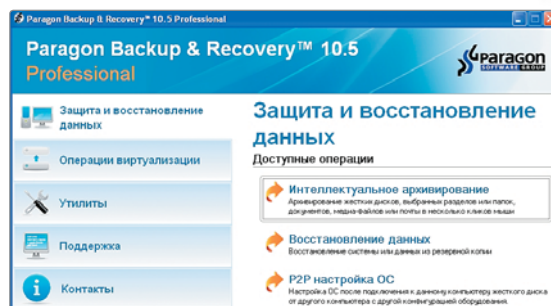 Paragon Backup & Recovery™ 10.5 Professional
Paragon Backup & Recovery™ 10.5
Professional
Paragon
SOFTWARE GROUP
Защита и восстановление
данных
Операции виртуализации
Утилиты
Поддержка
Контакты
Защита и восстановление
данных
Доступные операции
Интеллектуальное архивирование
Архивирование жестких дисков, выбранных разделов или папок,
документов, медиа-файлов или почты в несколько кликов мыши
Восстановление данных
Восстановление системы или данных из резервной копии
P2P настройка ОС
Настройка ОС после подключения к данному компьютеру жесткого диска
от другого компьютера с другой конфигурацией оборудования.